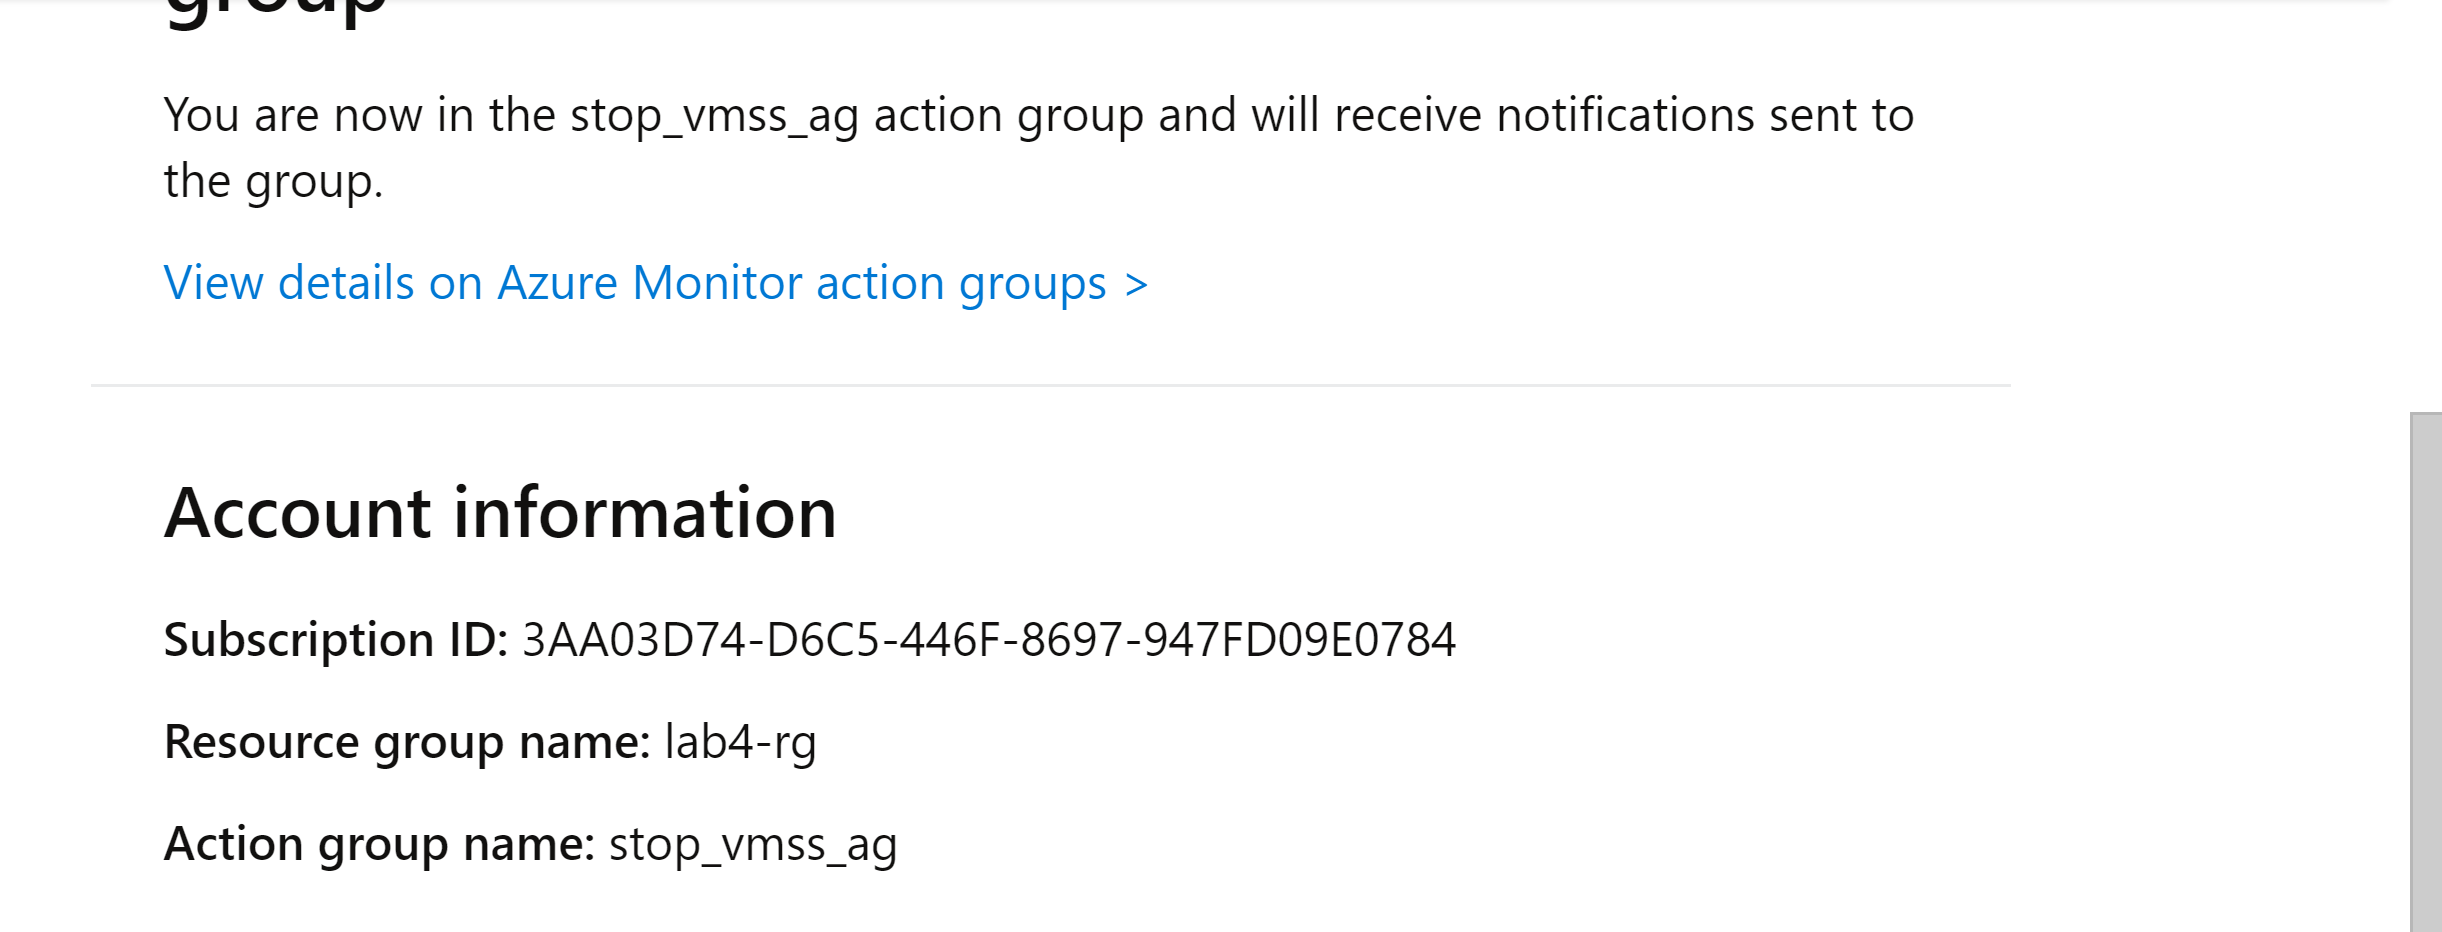 group
You are now in the stop_vmss_ag action group and will receive notifications sent to
the group.
View details on Azure Monitor action groups >
Account information
Subscription ID: 3AA03D74-D6C5-446F-8697-947FD09E0784
Resource group name: lab4-rg
Action group name: stop_vmss_ag